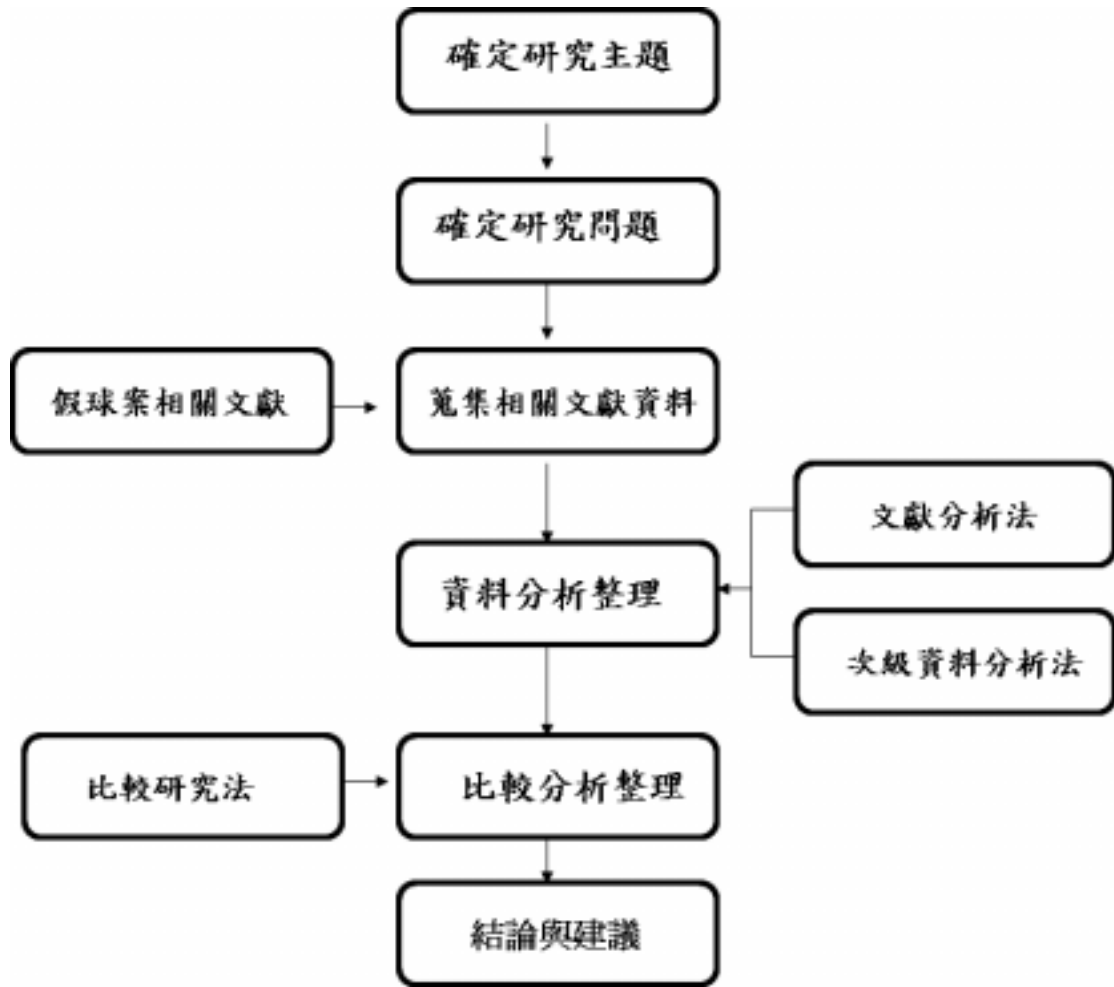 確定研究主題
確定研究問題
假球案相關文獻
蒐集相關文獻資料
文獻分析法
資料分析整理
次級資料分析法
比較研究法
比較分析整理
結論與建議